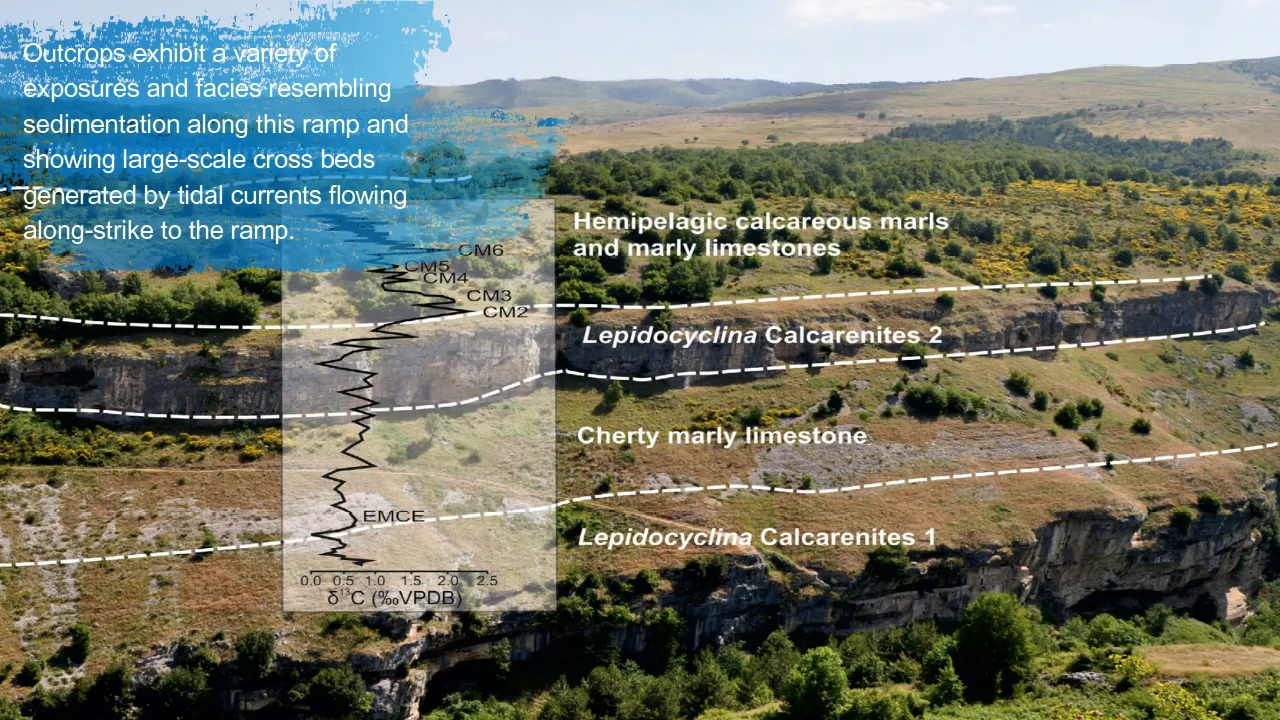 Outcrops exhibit a variety of
exposures and facies resembling
sedimentation along this ramp and
showing large-scale cross beds
generated by tidal currents flowing
along-strike to the ramp.
Hemipelagic calcareous marls
and marly limestones
CM6
CM5
CM4
CM3
CM2
Lepidocyclina Calcarenites 2
Cherty marly limestone
EMCE
Lepidocyclina Calcarenites 1
0.0 0.5 1.0 1.5 2.0 2.5
δ¹³C (‰VPDB)